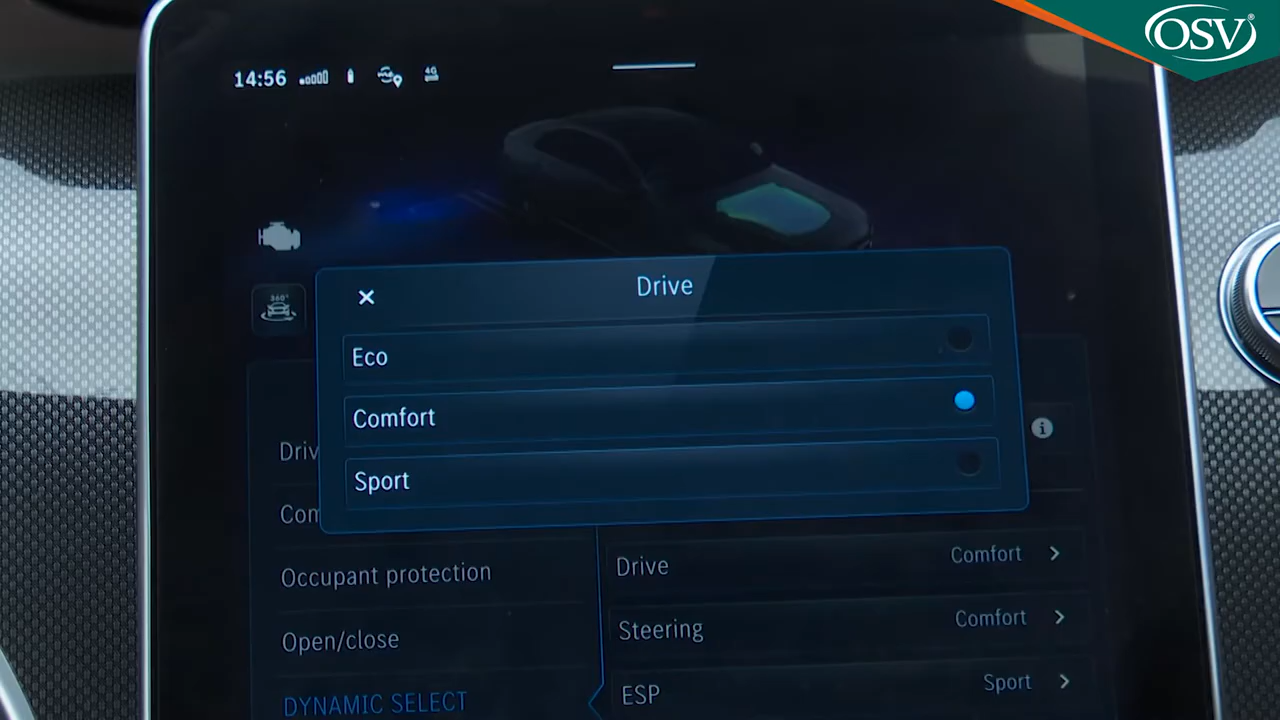 OSV®
14:56
4G
360°
Drive
Eco
Comfort
Sport
Driv
Com
Occupant protection
Open/close
DYNAMIC SELECT
Drive Comfort
Steering Comfort
ESP Sport